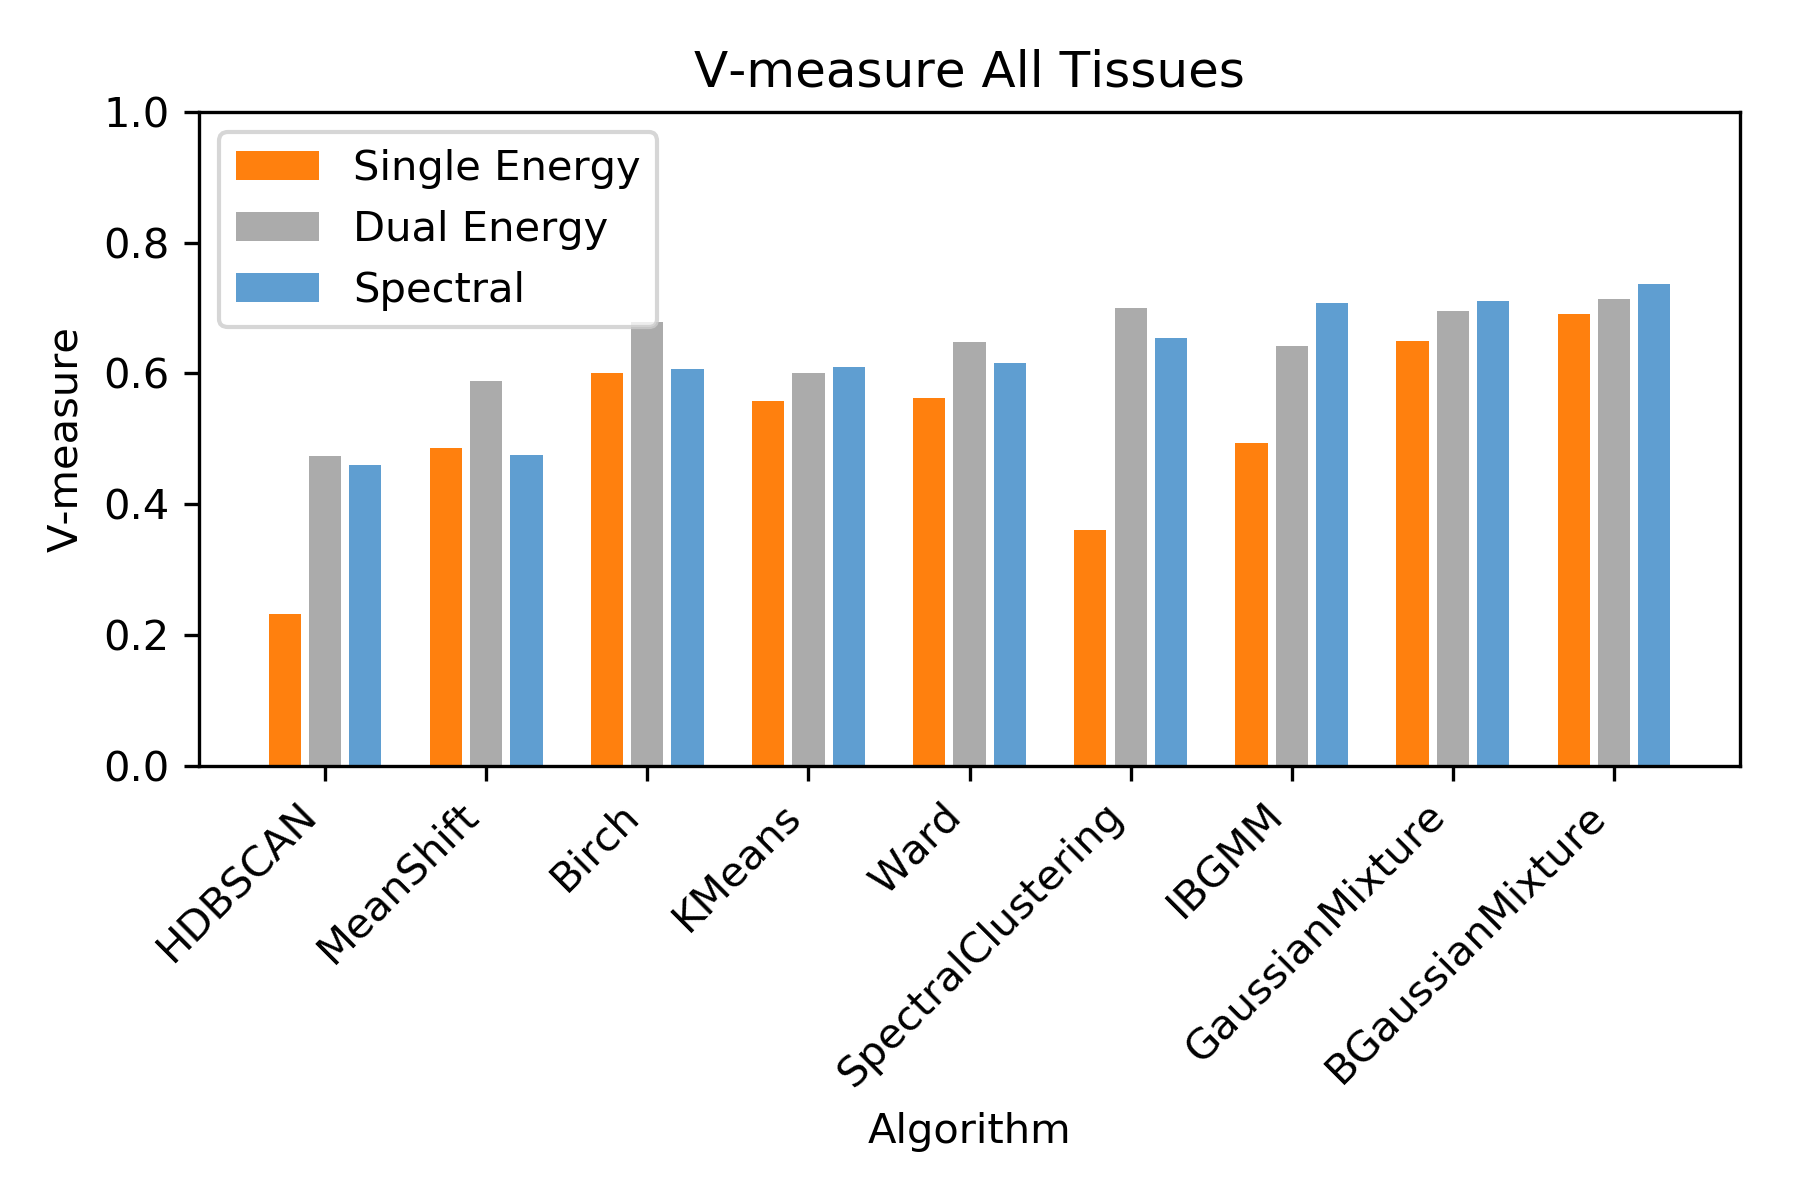 V-measure All Tissues
1.0
0.8
0.6
0.4
0.2
0.0
V-measure
Single Energy
Dual Energy
Spectral
HDBSCAN
MeanShift
Birch
KMeans
Ward
SpectralClustering
IBGMM
GaussianMixture
BGaussianMixture
Algorithm